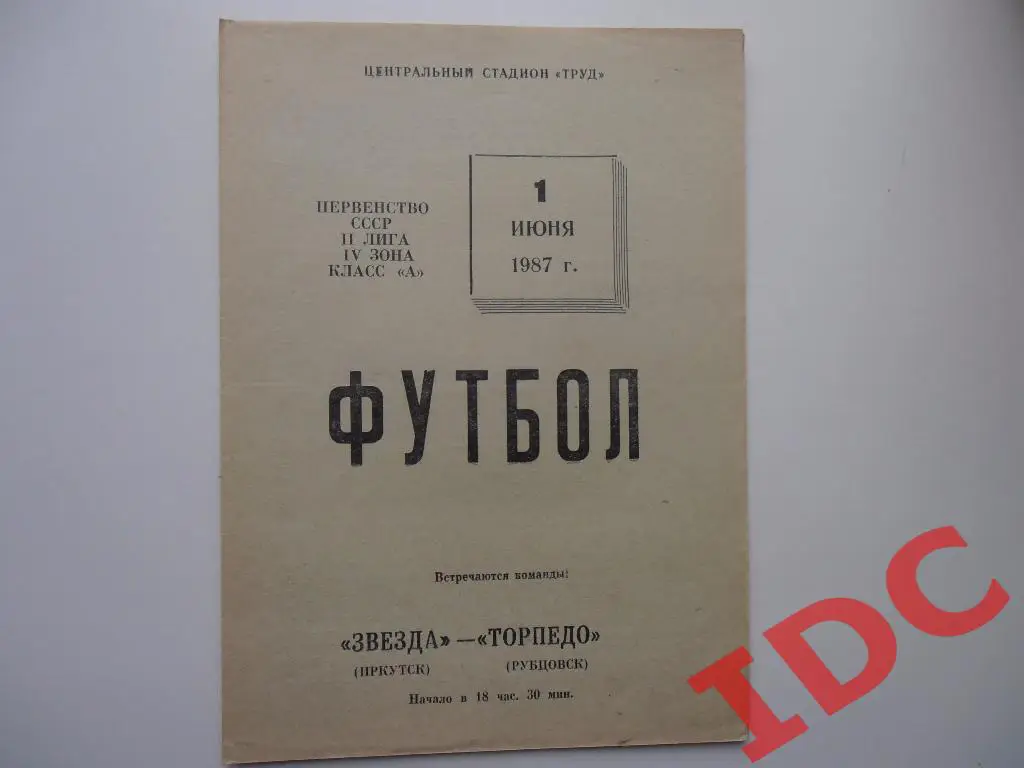 ЦЕНТРАЛЬНЫЙ СТАДИОН «ТРУД»
ПЕРВЕНСТВО
СССР
II ЛИГА
IV ЗОНА
КЛАСС «А»
1
ИЮНЯ
1987 г.
ФУТБОЛ
Встречаются команды:
«ЗВЕЗДА» — «ТОРПЕДО»
(ИРКУТСК) (РУБЦОВСК)
Начало в 18 час. 30 мин.
IDC